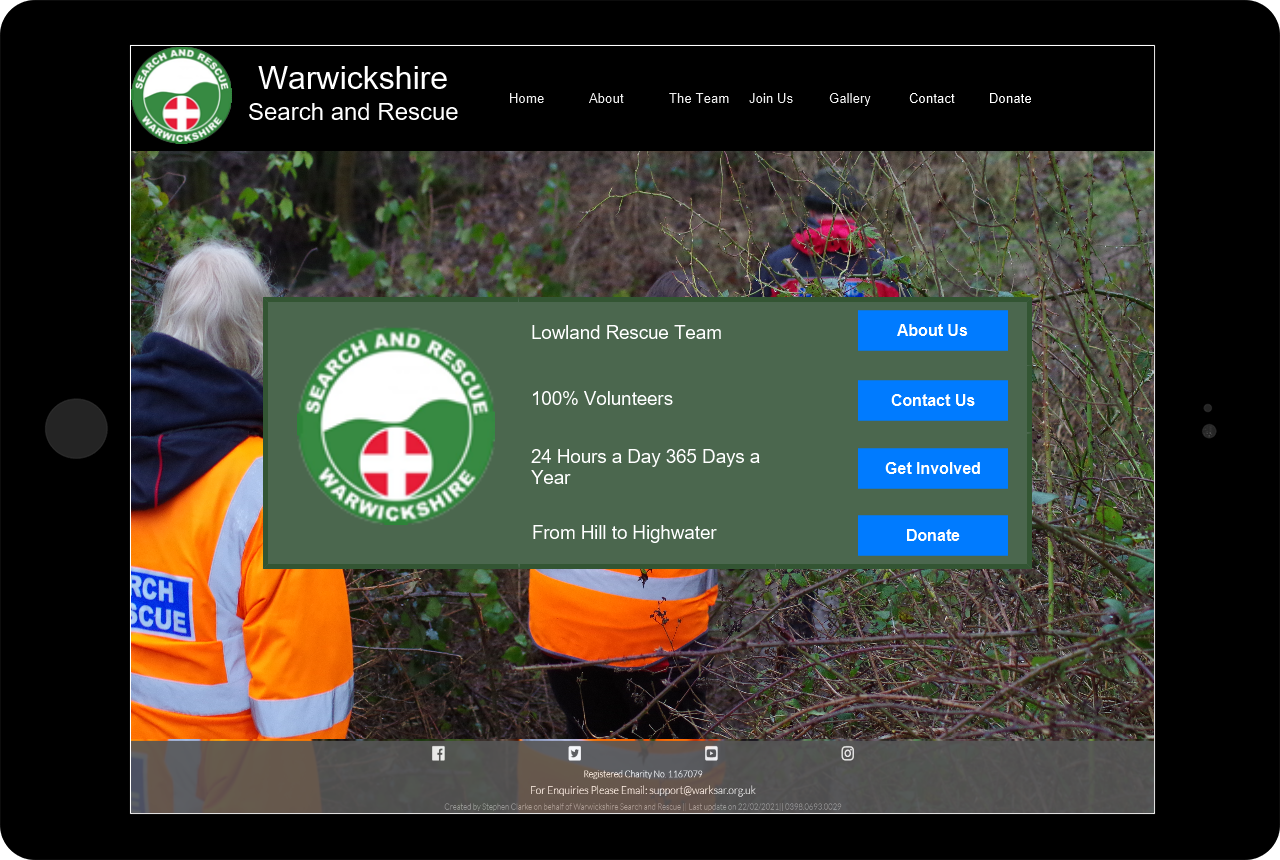 SEARCH AND RESCUE
WARWICKSHIRE
Warwickshire
Search and Rescue
Home About The Team Join Us Gallery Contact Donate
SEARCH AND RESCUE
WARWICKSHIRE
Lowland Rescue Team
About Us
100% Volunteers
Contact Us
24 Hours a Day 365 Days a
Year
Get Involved
From Hill to Highwater
Donate
RCH
SCUE
Registered Charity No. 1167079
For Enquiries Please Email: support@warksar.org.uk
Created by Stephen Clarke on behalf of Warwickshire Search and Rescue || Last update on 22/02/2021|| 0398.0693.0029